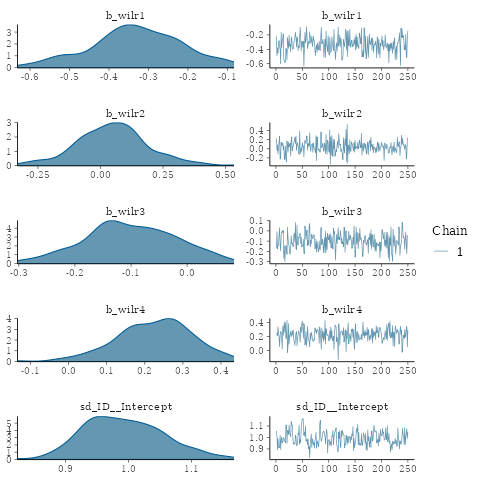 b_wilr1
b_wilr1
3
2
1
0
-0.6 -0.5 -0.4 -0.3 -0.2 -0.1
-0.2
-0.4
-0.6
0 50 100 150 200 250
b_wilr2
b_wilr2
3
2
1
0
-0.25 0.00 0.25 0.50
0.4
0.2
0.0
-0.2
0 50 100 150 200 250
b_wilr3
b_wilr3
4
3
2
1
0
-0.3 -0.2 -0.1 0.0
0.1
0.0
-0.1
-0.2
-0.3
0 50 100 150 200 250
Chain
1
b_wilr4
b_wilr4
4
3
2
1
0
-0.1 0.0 0.1 0.2 0.3 0.4
0.4
0.2
0.0
0 50 100 150 200 250
sd_ID__Intercept
sd_ID__Intercept
5
4
3
2
1
0
0.9 1.0 1.1
1.1
1.0
0.9
0 50 100 150 200 250